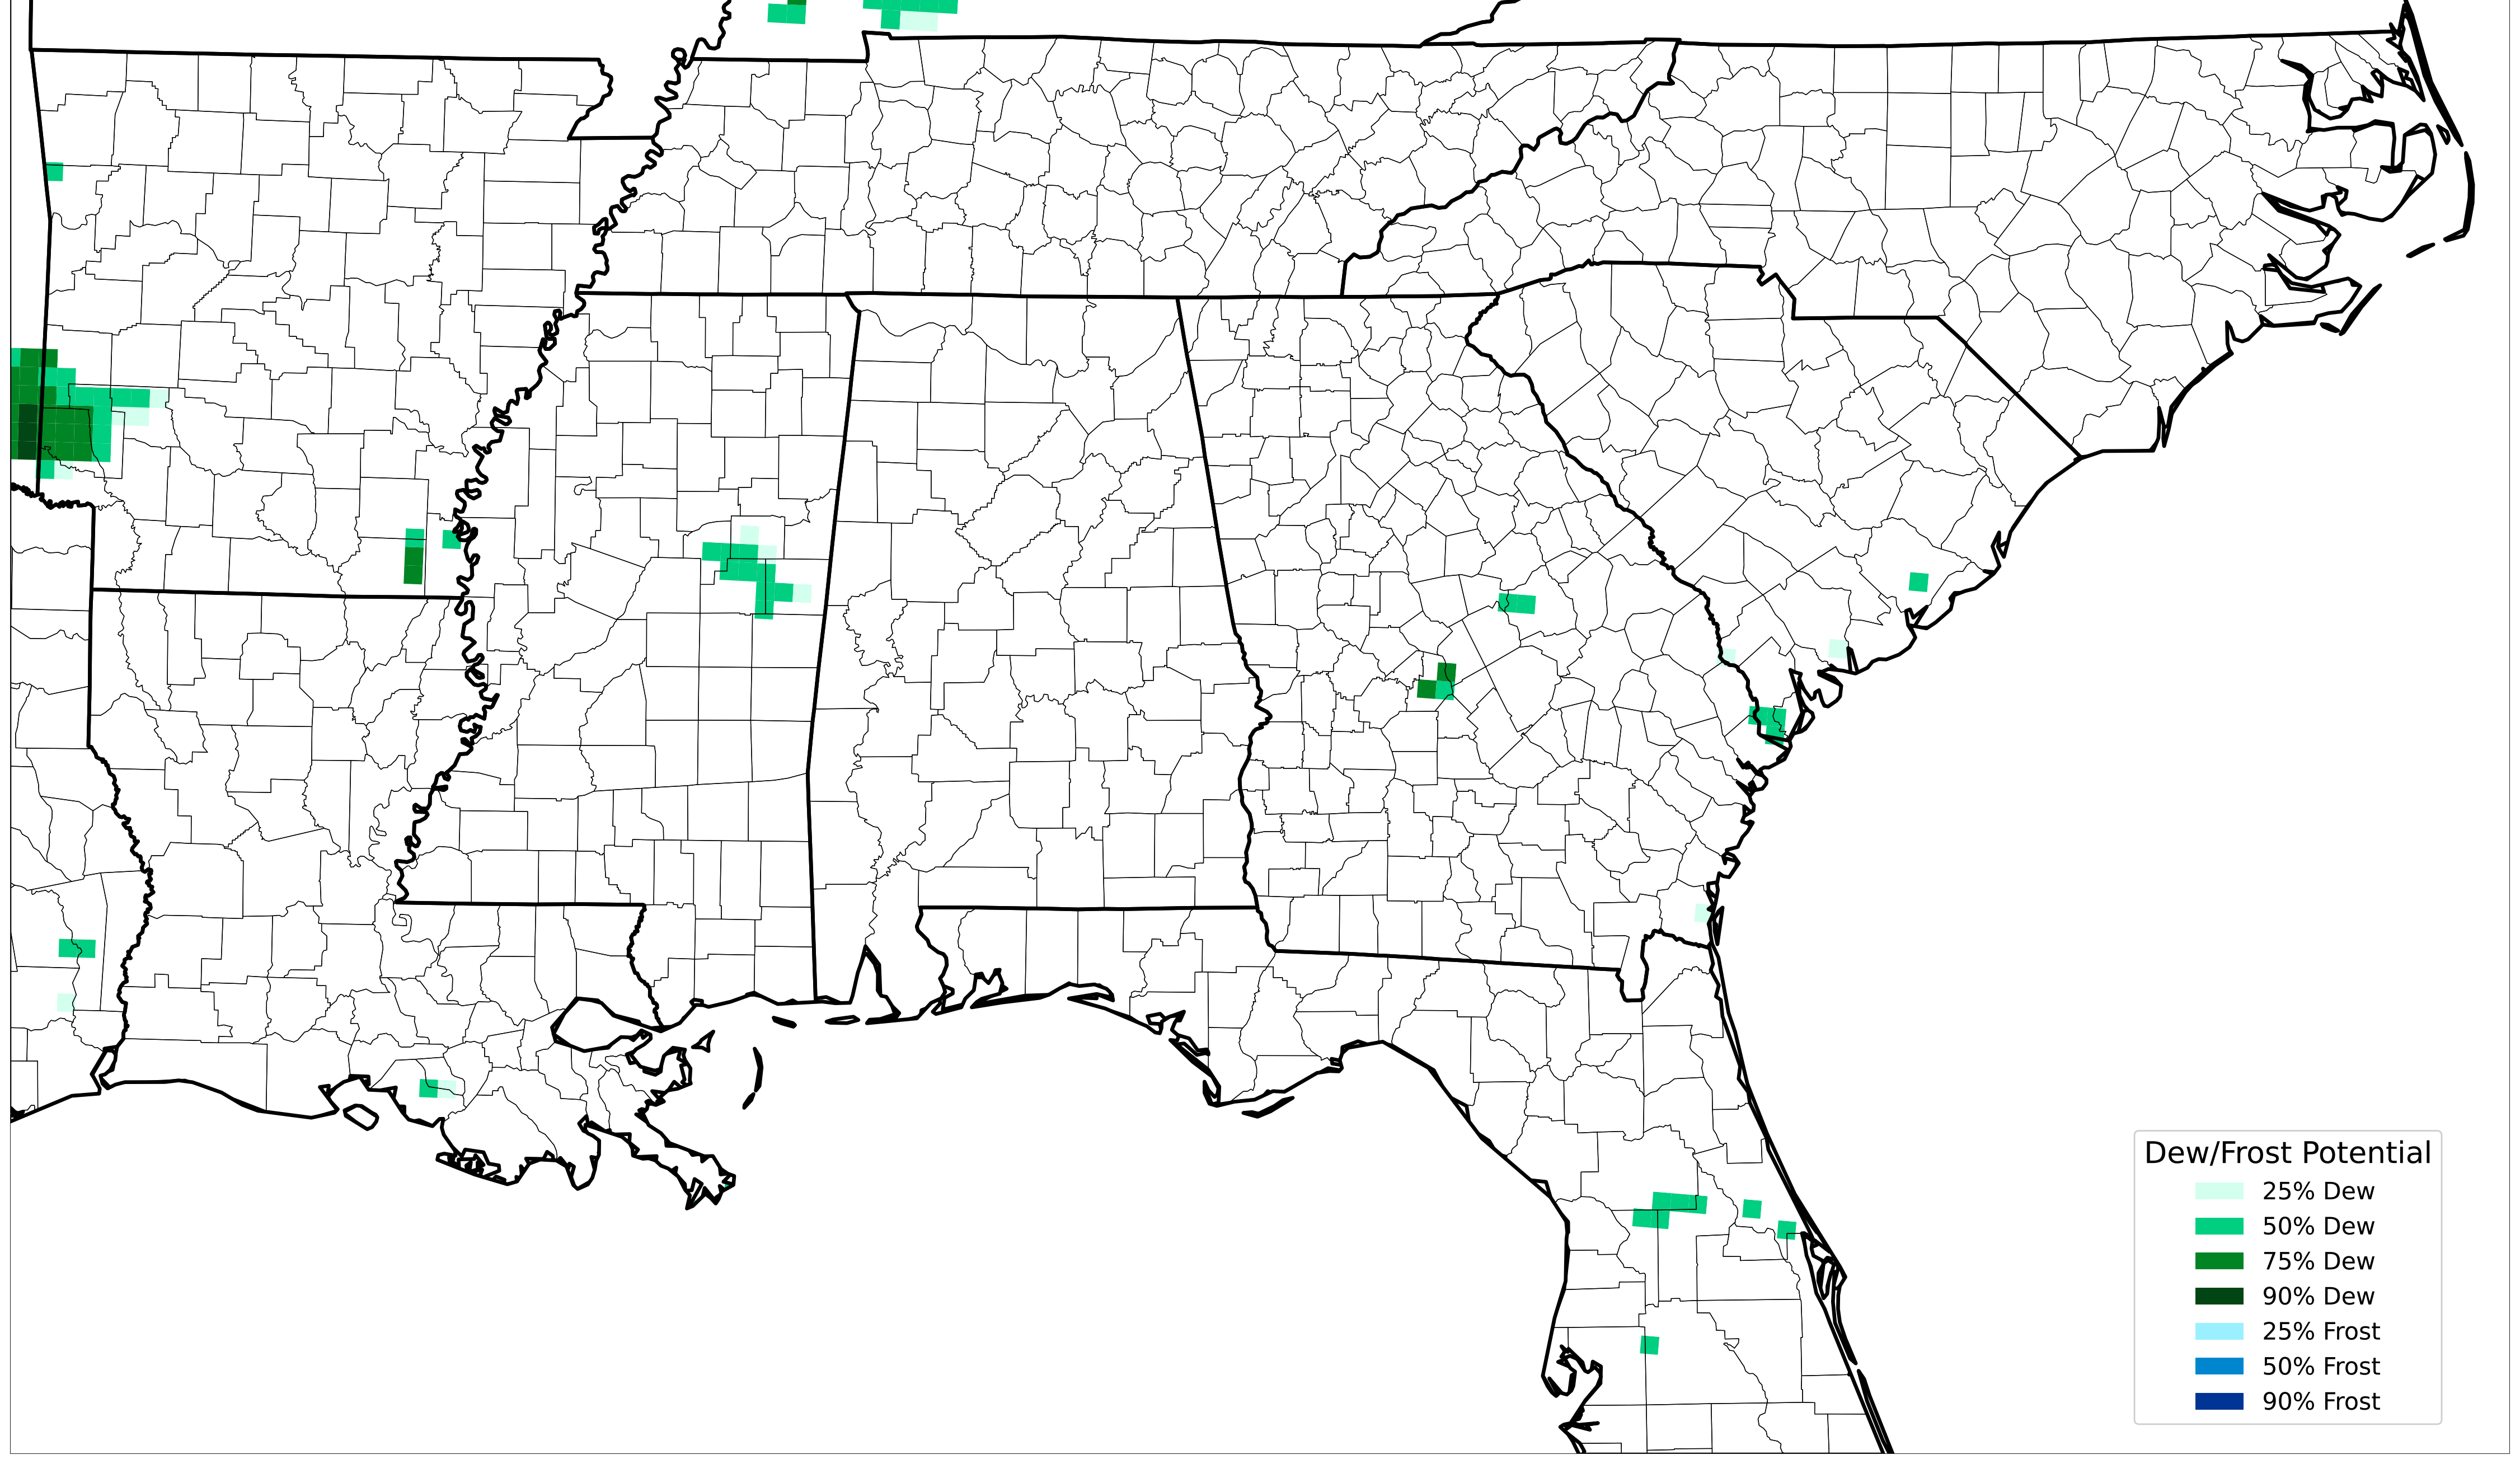 Dew/Frost Potential
25% Dew
50% Dew
75% Dew
90% Dew
25% Frost
50% Frost
90% Frost